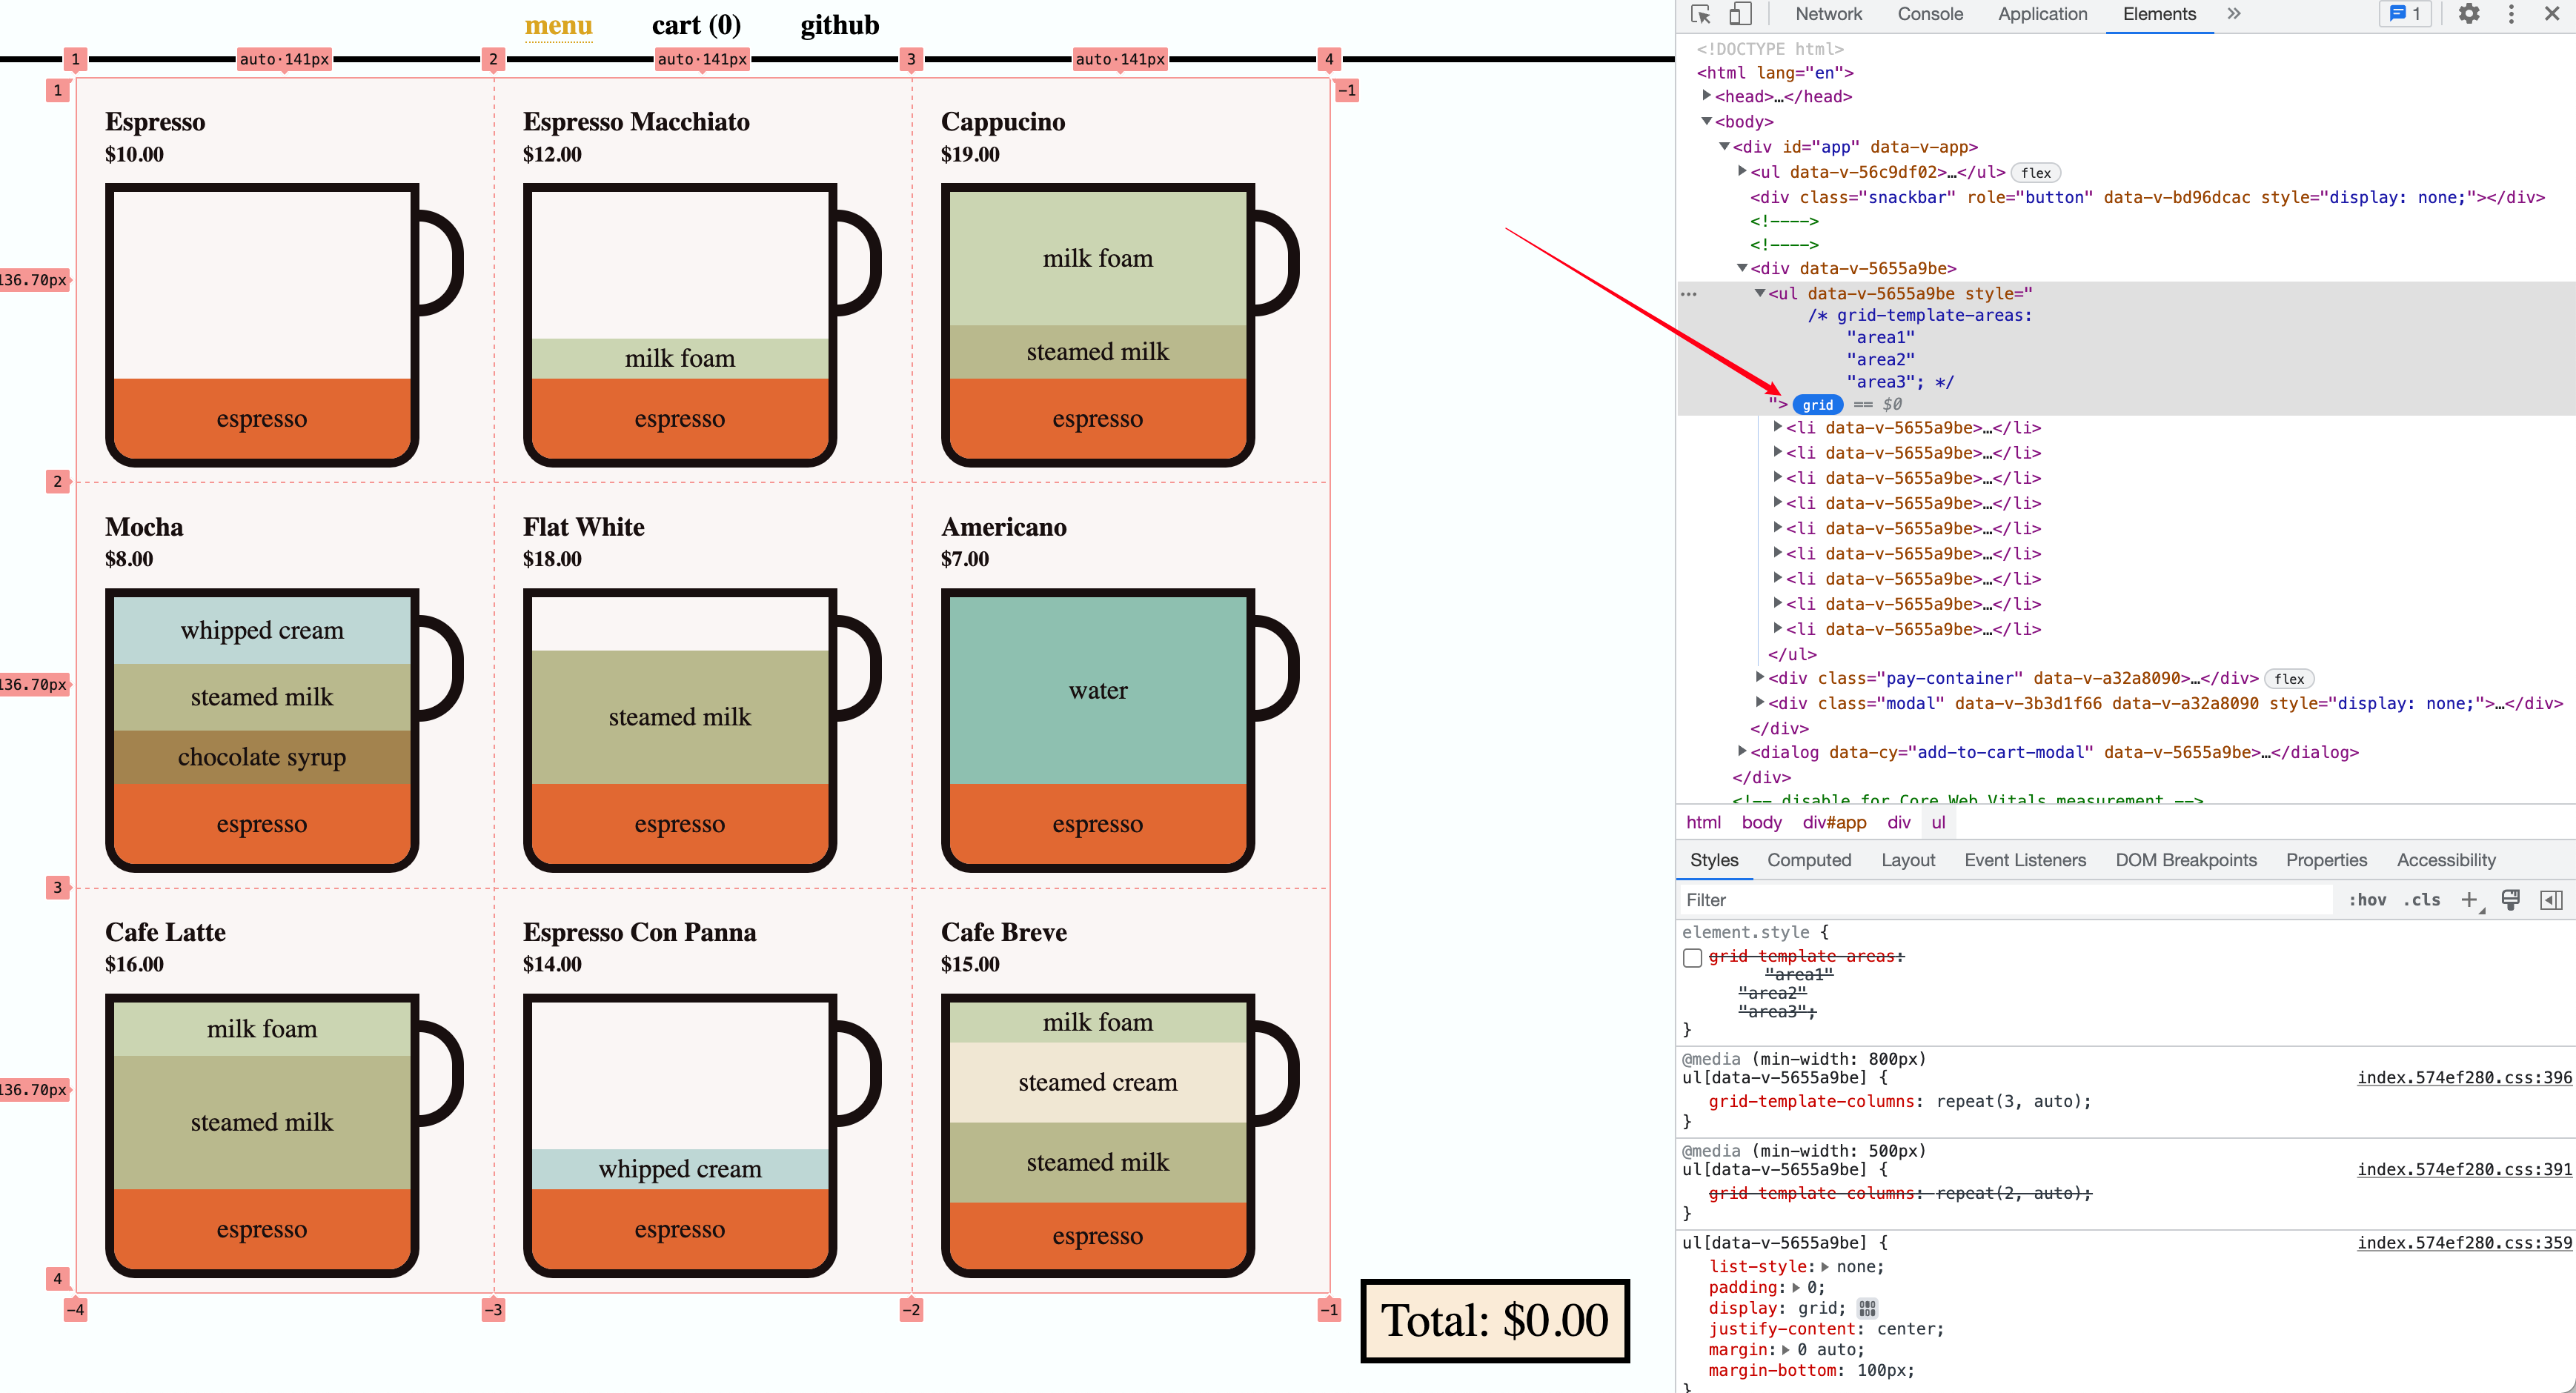 menu cart (0) github
1 auto·141px 2 auto·141px 3 auto·141px 4
1 -1
Espresso
$10.00
espresso
Espresso Macchiato
$12.00
milk foam
espresso
Cappucino
$19.00
milk foam
steamed milk
espresso
136.70px
2
Mocha
$8.00
whipped cream
steamed milk
chocolate syrup
espresso
Flat White
$18.00
steamed milk
espresso
Americano
$7.00
water
espresso
136.70px
3
Cafe Latte
$16.00
milk foam
steamed milk
espresso
Espresso Con Panna
$14.00
whipped cream
espresso
Cafe Breve
$15.00
milk foam
steamed cream
steamed milk
espresso
136.70px
4
-4 -3 -2 -1
Total: $0.00
Network Console Application Elements » 1
<!DOCTYPE html>
<html lang="en">
<head>…</head>
<body>
<div id="app" data-v-app>
<ul data-v-56c9df02>…</ul> flex
<div class="snackbar" role="button" data-v-bd96dcac style="display: none;"></div>
<!---->
<!---->
<div data-v-5655a9be>
… <ul data-v-5655a9be style="
/* grid-template-areas:
"area1"
"area2"
"area3"; */
"> grid == $0
<li data-v-5655a9be>…</li>
<li data-v-5655a9be>…</li>
<li data-v-5655a9be>…</li>
<li data-v-5655a9be>…</li>
<li data-v-5655a9be>…</li>
<li data-v-5655a9be>…</li>
<li data-v-5655a9be>…</li>
<li data-v-5655a9be>…</li>
<li data-v-5655a9be>…</li>
</ul>
<div class="pay-container" data-v-a32a8090>…</div> flex
<div class="modal" data-v-3b3d1f66 data-v-a32a8090 style="display: none;">…</div>
</div>
<dialog data-cy="add-to-cart-modal" data-v-5655a9be>…</dialog>
</div>
<!-- disable for Core Web Vitals measurement -->
html body div#app div ul
Styles Computed Layout Event Listeners DOM Breakpoints Properties Accessibility
Filter :hov .cls +
element.style {
grid-template-areas:
"area1"
"area2"
"area3";
}
@media (min-width: 800px)
ul[data-v-5655a9be] { index.574ef280.css:396
grid-template-columns: repeat(3, auto);
}
@media (min-width: 500px)
ul[data-v-5655a9be] { index.574ef280.css:391
grid-template-columns: repeat(2, auto);
}
ul[data-v-5655a9be] { index.574ef280.css:359
list-style: none;
padding: 0;
display: grid;
justify-content: center;
margin: 0 auto;
margin-bottom: 100px;
}